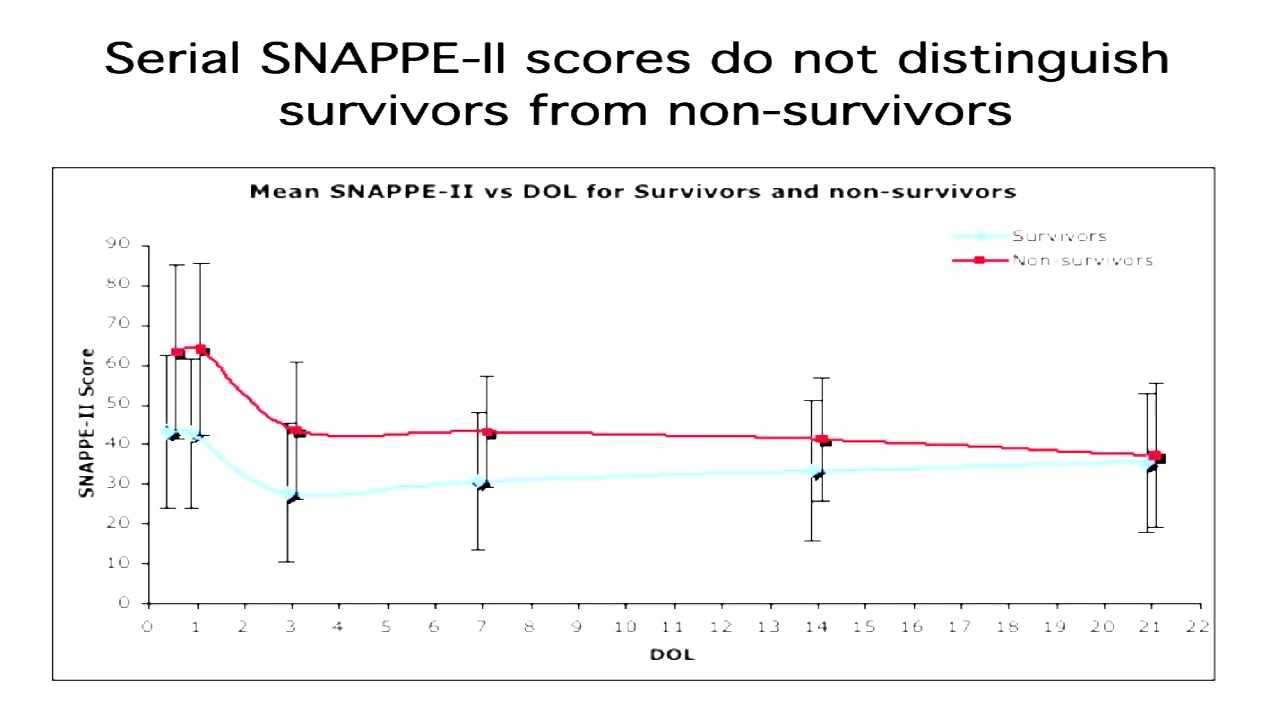 Serial SNAPPE-II scores do not distinguish
survivors from non-survivors
Mean SNAPPE-II vs DOL for Survivors and non-survivors
Survivors
Non-survivors
SNAPPE-II Score
90
80
70
60
50
40
30
20
10
0
0 1 2 3 4 5 6 7 8 9 10 11 12 13 14 15 16 17 18 19 20 21 22
DOL